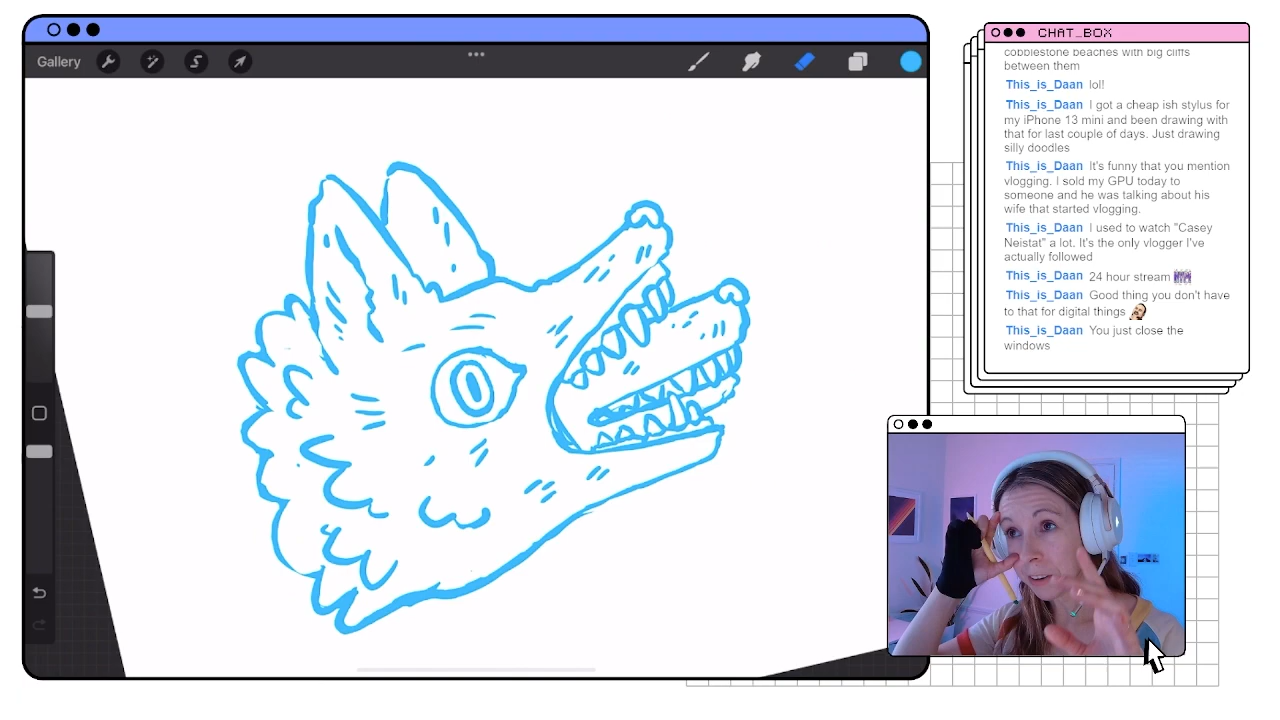 Gallery
CHAT_BOX
cobblestone beaches with big cliffs
between them
This_is_Daan lol!
This_is_Daan I got a cheap ish stylus for
my iPhone 13 mini and been drawing with
that for last couple of days. Just drawing
silly doodles
This_is_Daan It's funny that you mention
vlogging. I sold my GPU today to
someone and he was talking about his
wife that started vlogging.
This_is_Daan I used to watch "Casey
Neistat" a lot. It's the only vlogger I've
actually followed
This_is_Daan 24 hour stream
This_is_Daan Good thing you don't have
to that for digital things
This_is_Daan You just close the
windows